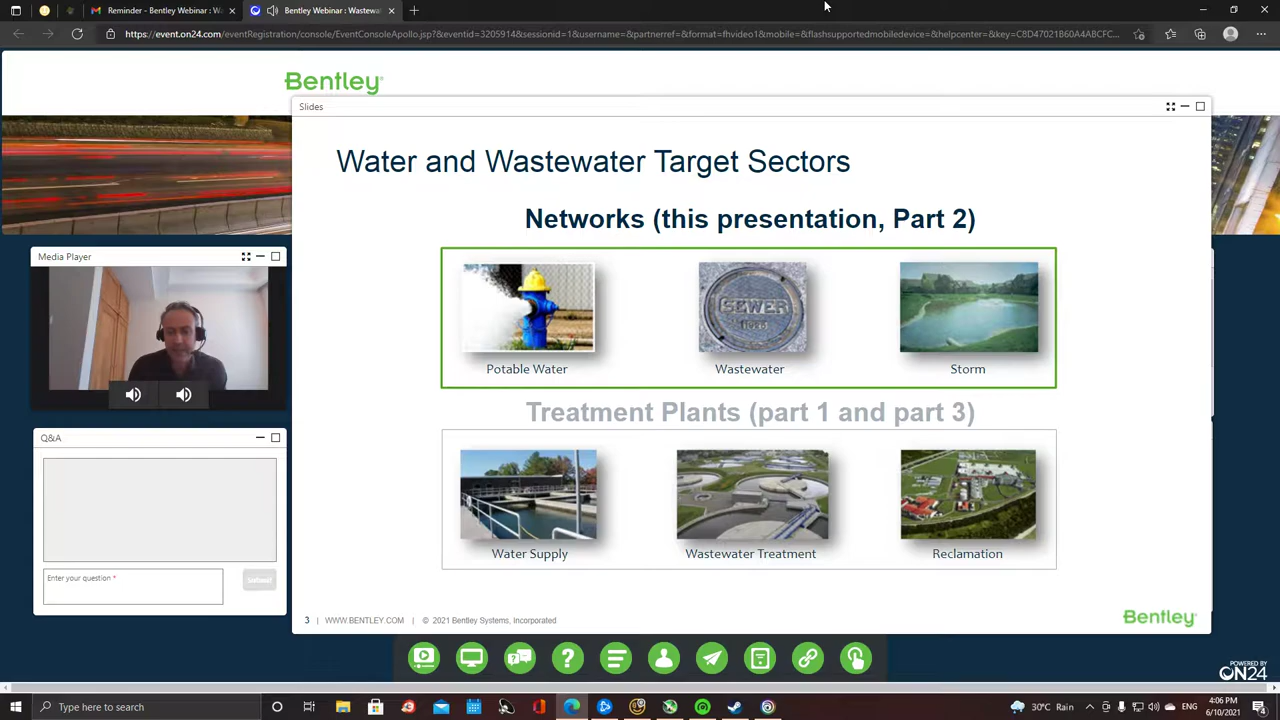 Reminder - Bentley Webinar : Wa
Bentley Webinar : Wastewa
https://event.on24.com/eventRegistration/console/EventConsoleApollo.jsp?&eventid=3205914&sessionid=1&username=&partnerref=&format=fhvideo1&mobile=&flashsupportedmobiledevice=&helpcenter=&key=C8D47021B60A4ABCFC...
Bentley
Slides
Water and Wastewater Target Sectors
Networks (this presentation, Part 2)
Media Player
SEWER
Potable Water
Wastewater
Storm
Treatment Plants (part 1 and part 3)
Q&A
Water Supply
Wastewater Treatment
Reclamation
Enter your question *
3 | WWW.BENTLEY.COM | © 2021 Bentley Systems, Incorporated
Bentley
POWERED BY
ON24
Type here to search
30°C Rain
4:06 PM
6/10/2021